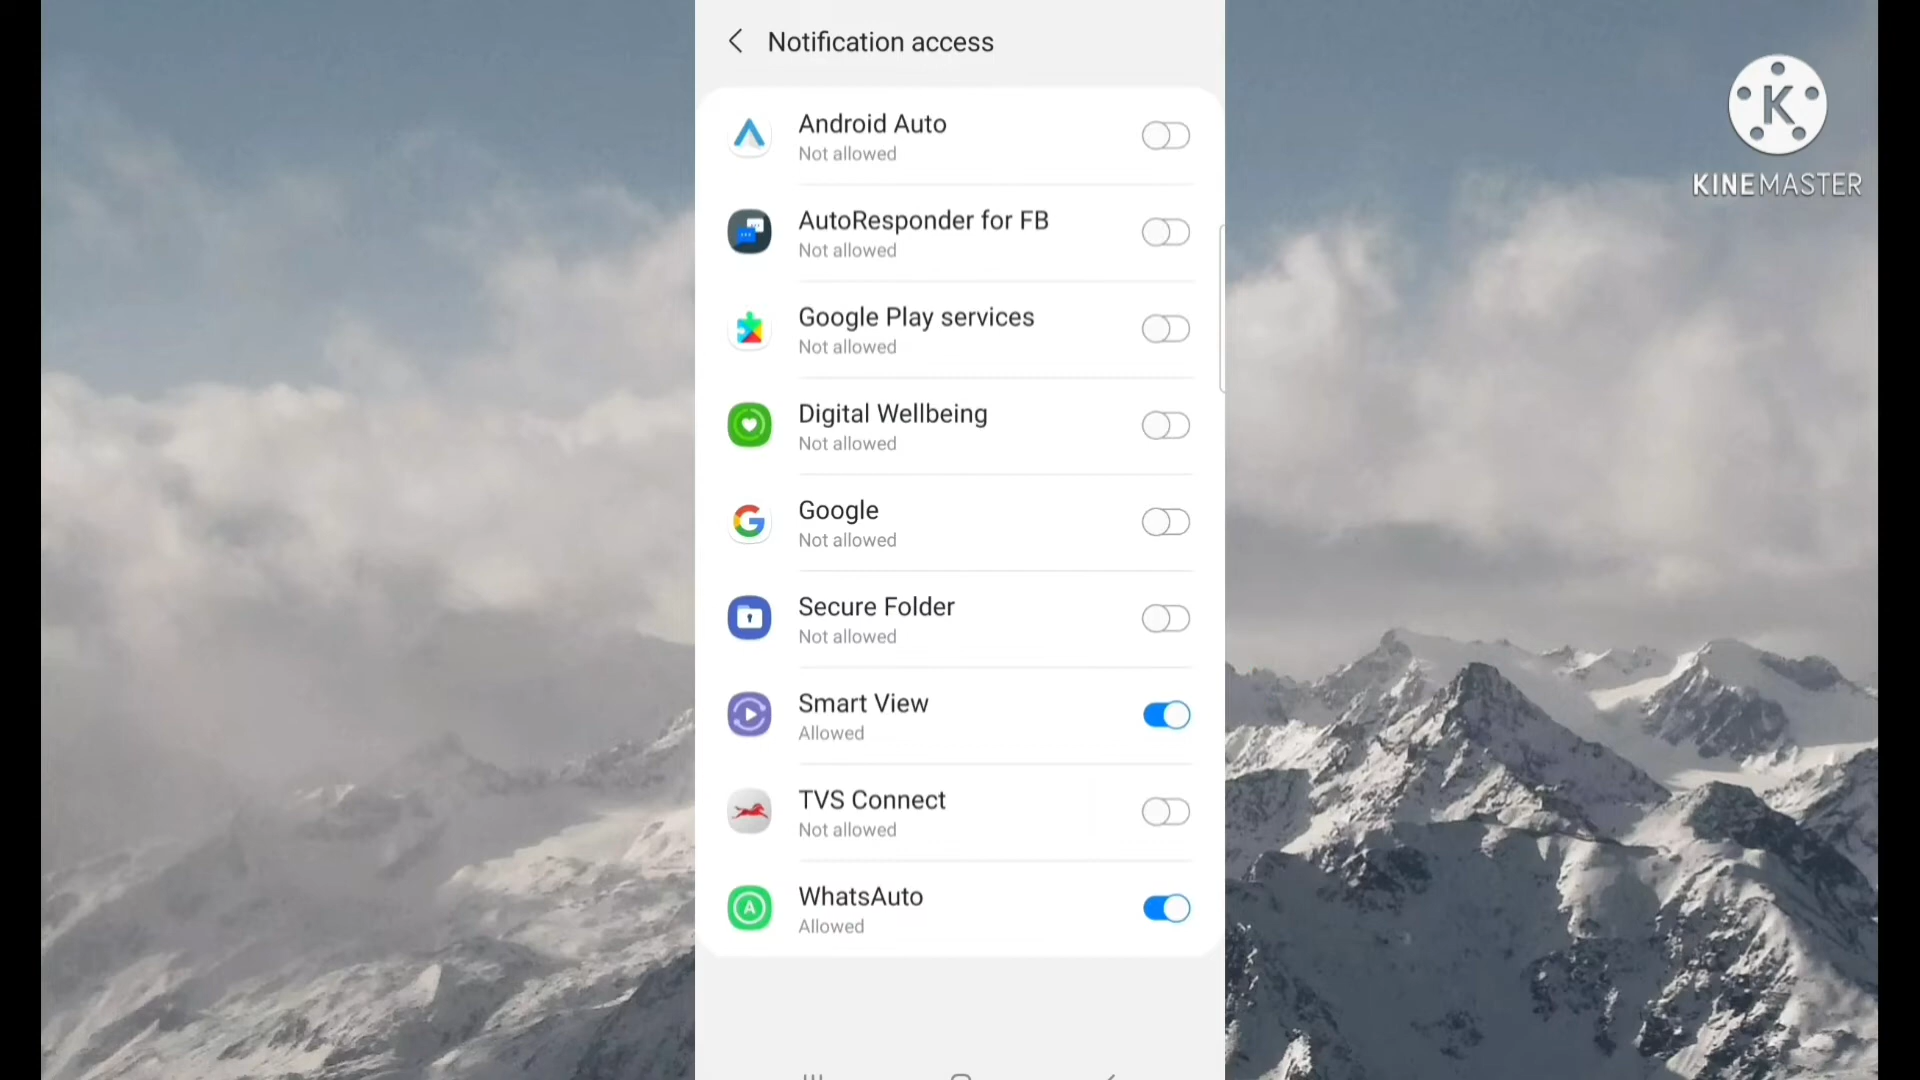 Notification access
Android Auto
Not allowed
AutoResponder for FB
Not allowed
Google Play services
Not allowed
Digital Wellbeing
Not allowed
Google
Not allowed
Secure Folder
Not allowed
Smart View
Allowed
TVS Connect
Not allowed
WhatsAuto
Allowed
K
KINEMASTER